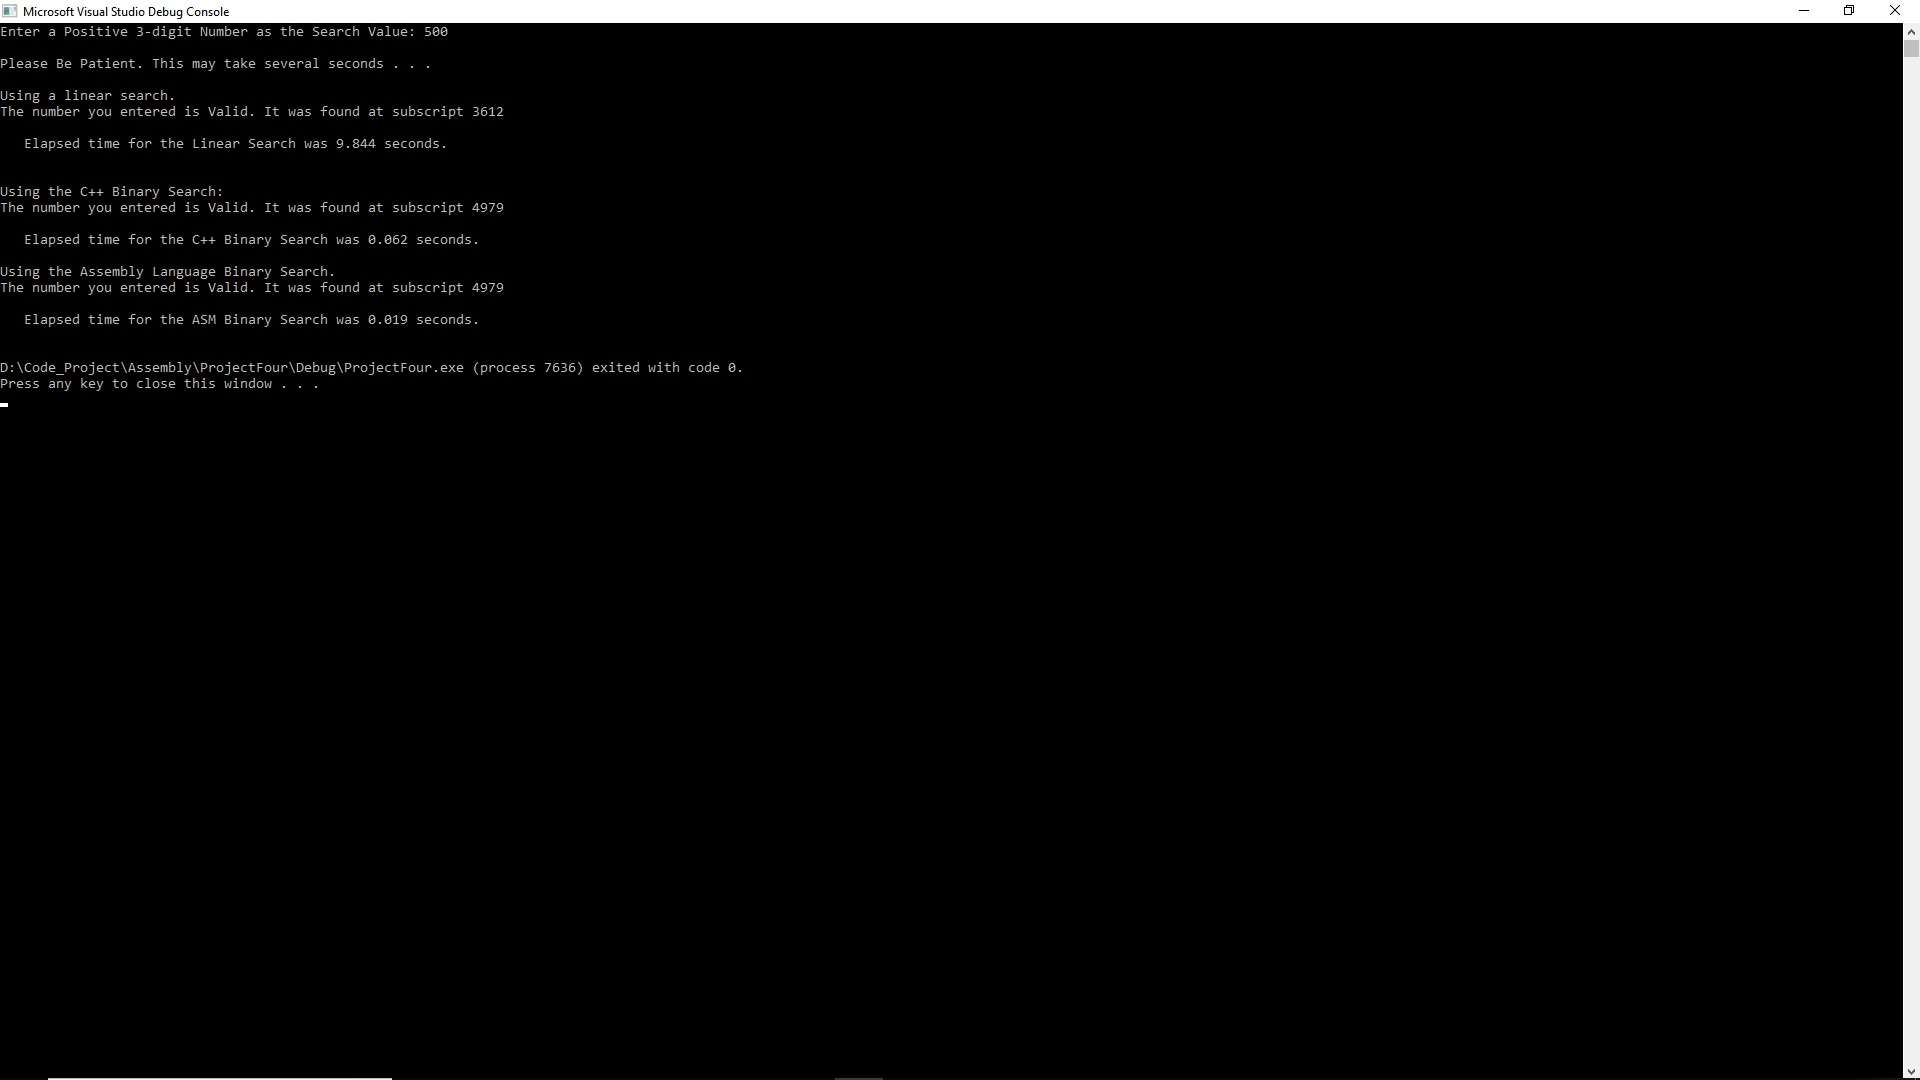 Microsoft Visual Studio Debug Console
Enter a Positive 3-digit Number as the Search Value: 500
Please Be Patient. This may take several seconds . . .
Using a linear search.
The number you entered is Valid. It was found at subscript 3612
Elapsed time for the Linear Search was 9.844 seconds.
Using the C++ Binary Search:
The number you entered is Valid. It was found at subscript 4979
Elapsed time for the C++ Binary Search was 0.062 seconds.
Using the Assembly Language Binary Search.
The number you entered is Valid. It was found at subscript 4979
Elapsed time for the ASM Binary Search was 0.019 seconds.
D:\Code_Project\Assembly\ProjectFour\Debug\ProjectFour.exe (process 7636) exited with code 0.
Press any key to close this window . . .